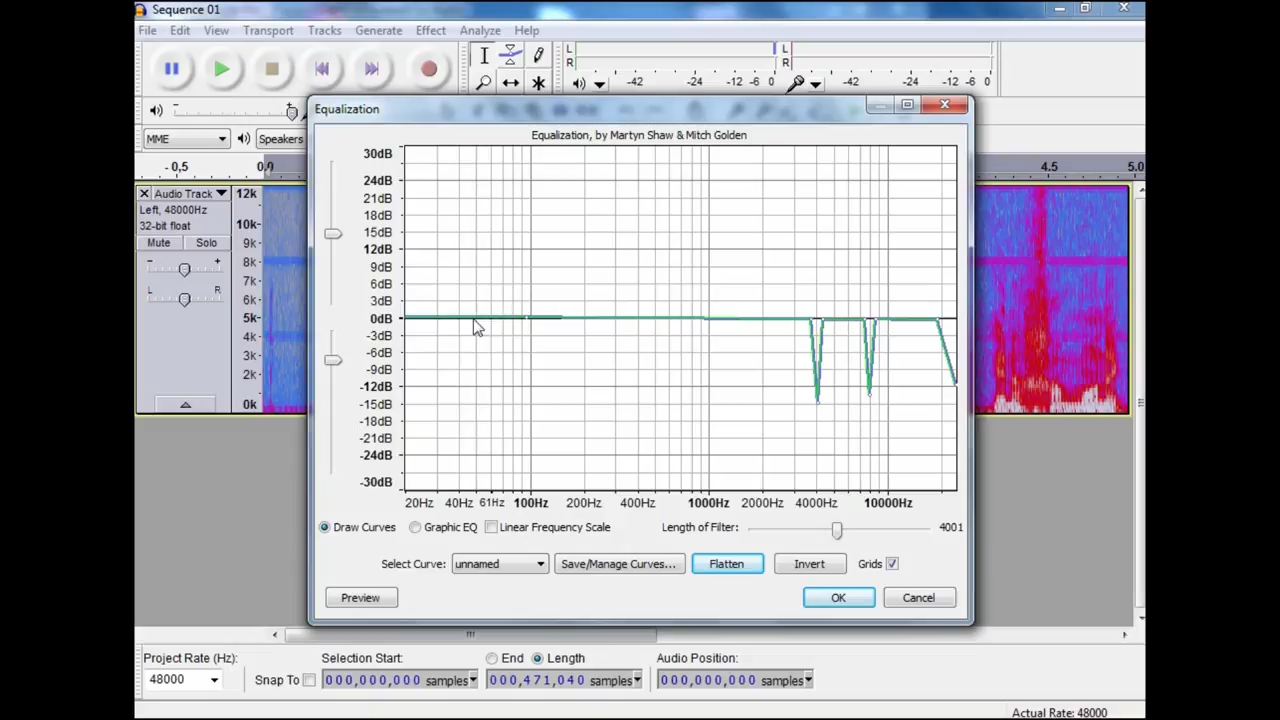 Sequence 01
File Edit View Transport Tracks Generate Effect Analyze Help
L
R
-42 -24 -12 -6 0
L
R
-42 -24 -12 -6 0
- +
MME Speakers
- 0,5 0,0 4.5 5.0
Audio Track
Left, 48000Hz
32-bit float
Mute Solo
- +
L R
12k
10k
9k
8k
7k
6k
5k
4k
3k
2k
0k
Equalization
Equalization, by Martyn Shaw & Mitch Golden
30dB
24dB
21dB
18dB
15dB
12dB
9dB
6dB
3dB
0dB
-3dB
-6dB
-9dB
-12dB
-15dB
-18dB
-21dB
-24dB
-30dB
20Hz 40Hz 61Hz 100Hz 200Hz 400Hz 1000Hz 2000Hz 4000Hz 10000Hz
Draw Curves Graphic EQ Linear Frequency Scale Length of Filter: 4001
Select Curve: unnamed Save/Manage Curves... Flatten Invert Grids
Preview OK Cancel
Project Rate (Hz): Selection Start: End Length Audio Position:
48000 Snap To 000,000,000 samples 000,471,040 samples 000,000,000 samples
Actual Rate: 48000